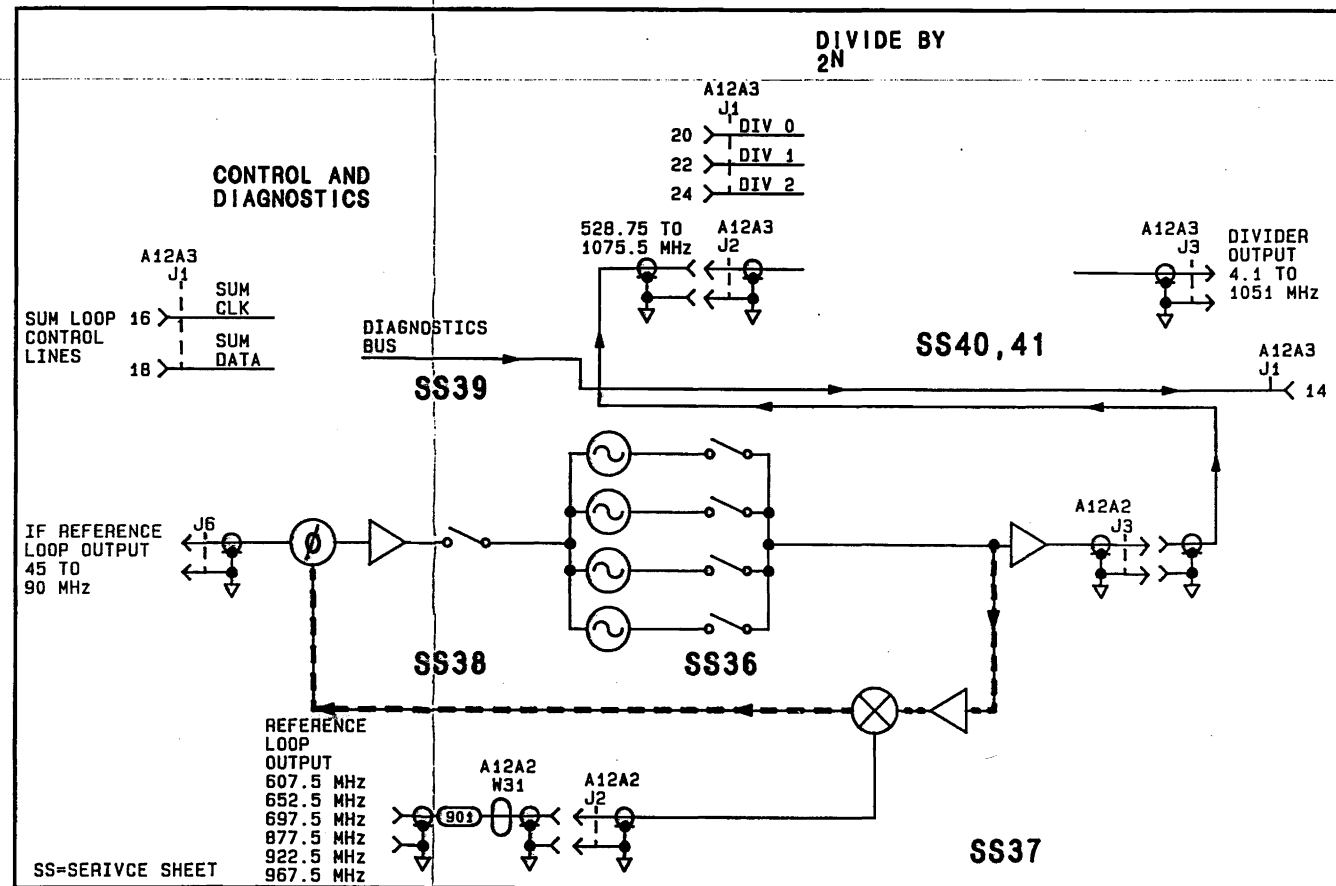 DIVIDE BY
2N
A12A3
J1
20 DIV 0
22 DIV 1
24 DIV 2
CONTROL AND
DIAGNOSTICS
528.75 TO
1075.5 MHz
A12A3
J2
A12A3
J3
DIVIDER
OUTPUT
4.1 TO
1051 MHz
A12A3
J1
SUM LOOP
CONTROL
LINES
16
SUM
CLK
18
SUM
DATA
DIAGNOSTICS
BUS
SS39
SS40,41
A12A3
J1
14
IF REFERENCE
LOOP OUTPUT
45 TO
90 MHz
J6
Ø
A12A2
J3
SS38
SS36
REFERENCE
LOOP
OUTPUT
607.5 MHz
652.5 MHz
697.5 MHz
877.5 MHz
922.5 MHz
967.5 MHz
901
A12A2
W31
A12A2
J2
SS37
SS=SERIVCE SHEET